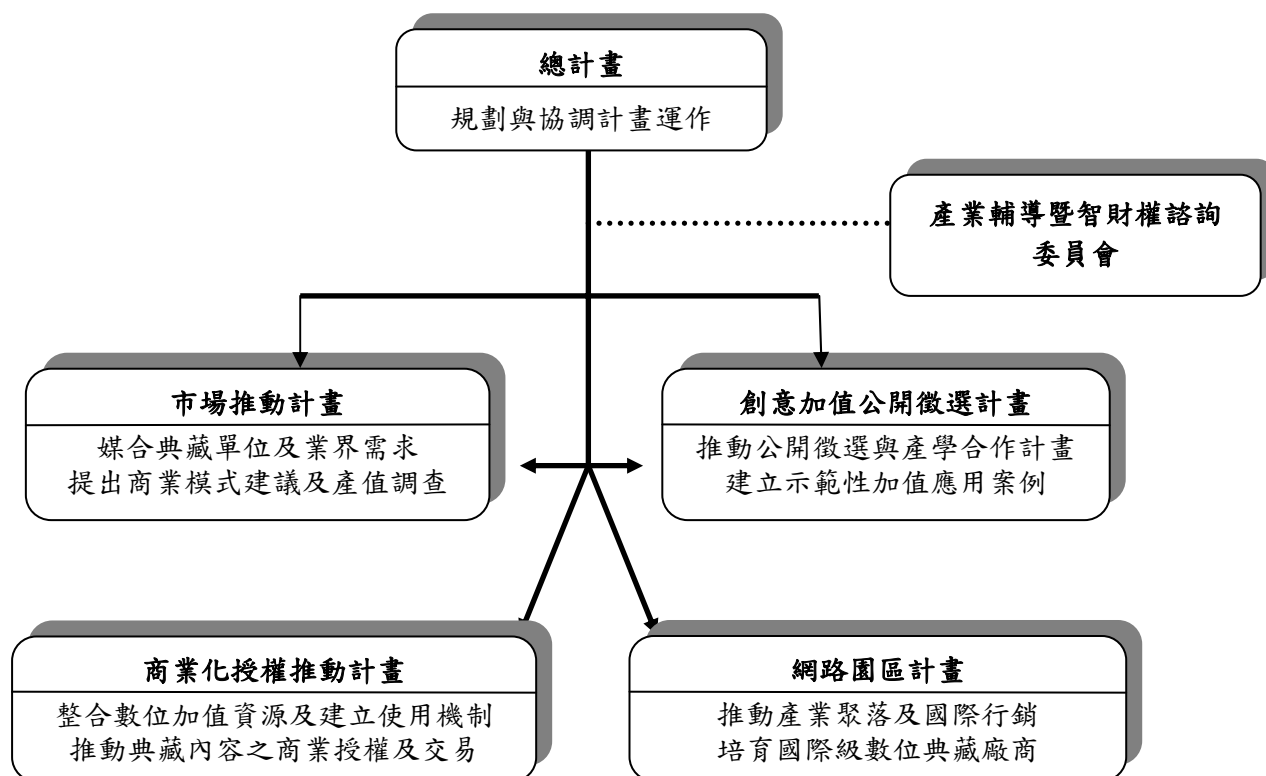 總計畫
規劃與協調計畫運作
產業輔導暨智財權諮詢
委員會
市場推動計畫
媒合典藏單位及業界需求
提出商業模式建議及產值調查
創意加值公開徵選計畫
推動公開徵選與產學合作計畫
建立示範性加值應用案例
商業化授權推動計畫
整合數位加值資源及建立使用機制
推動典藏內容之商業授權及交易
網路園區計畫
推動產業聚落及國際行銷
培育國際級數位典藏廠商